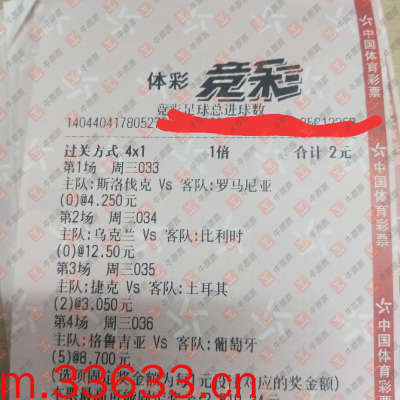 体彩 竞彩
竞彩足球总进球数
1404404178052
过关方式 4x1 1倍 合计 2元
第1场 周三033
主队:斯洛伐克 Vs 客队:罗马尼亚
(0)@4.250元
第2场 周三034
主队:乌克兰 Vs 客队:比利时
(0)@12.50元
第3场 周三035
主队:捷克 Vs 客队:土耳其
(2)@3.050元
第4场 周三036
主队:格鲁吉亚 Vs 客队:葡萄牙
(5)@8.700元
m.33633.cn
中国体育彩票
中国体育彩票
中国体育彩票